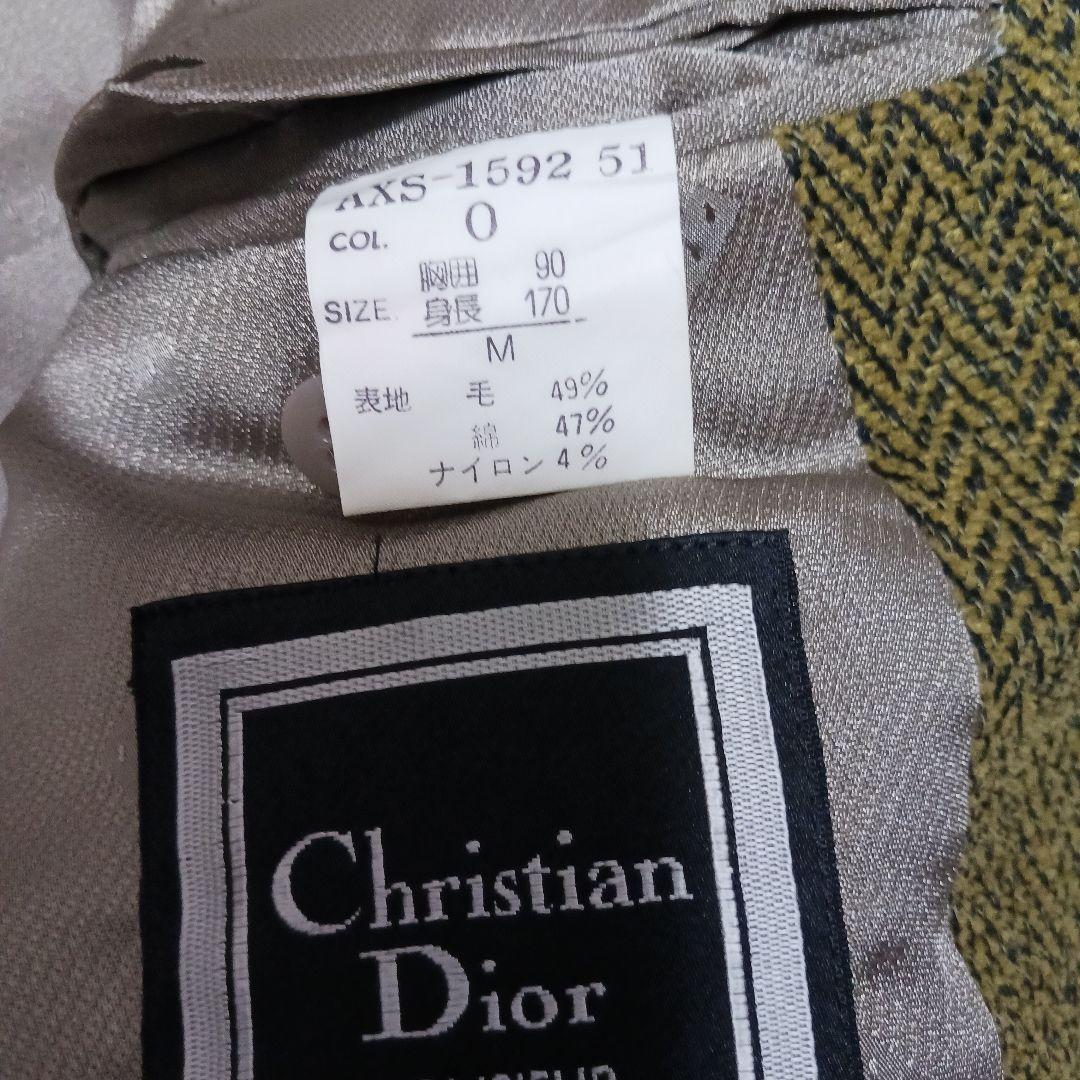 AXS-1592 51
COL. 0
胸囲 90
SIZE. 身長 170
M
表地 毛 49%
綿 47%
ナイロン 4%
Christian
Dior